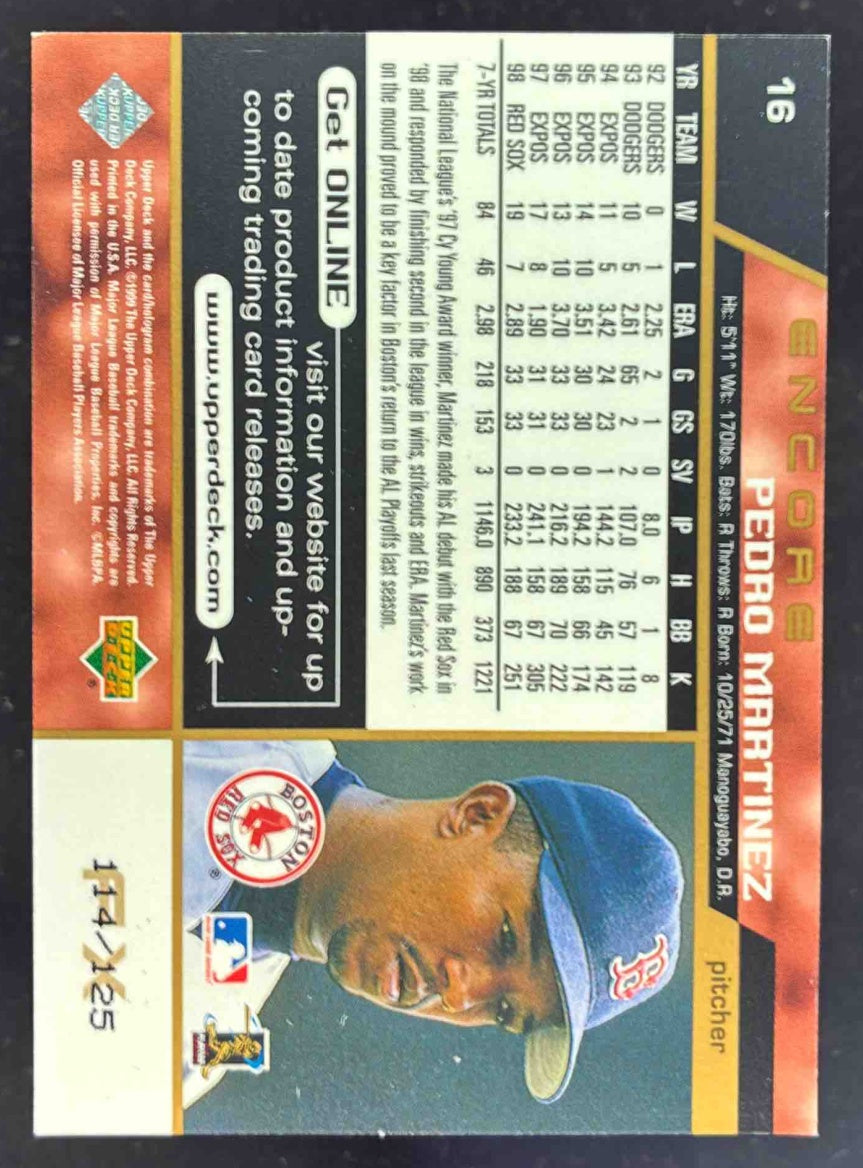 16
ENCORE
PEDRO MARTINEZ
Ht: 5'11" Wt: 170lbs. Bats: R Throws: R Born: 10/25/71 Manoguayabo, D.R.
pitcher
YR TEAM W L ERA G GS SV IP H BB K
92 DODGERS 0 1 2.25 2 1 0 8.0 6 1 8
93 DODGERS 10 5 2.61 65 2 2 107.0 76 57 119
94 EXPOS 11 5 3.42 24 23 1 144.2 115 45 142
95 EXPOS 14 10 3.51 30 30 0 194.2 158 66 174
96 EXPOS 13 10 3.70 33 33 0 216.2 189 70 222
97 EXPOS 17 8 1.90 31 31 0 241.1 158 67 305
98 RED SOX 19 7 2.89 33 33 0 233.2 188 67 251
7-YR TOTALS 84 46 2.98 218 153 3 1146.0 890 373 1221
The National League's '97 Cy Young Award winner, Martinez made his AL debut with the Red Sox in
'98 and responded by finishing second in the league in wins, strikeouts and ERA. Martinez's work
on the mound proved to be a key factor in Boston's return to the AL Playoffs last season.
Get ONLINE
visit our website for up
to date product information and up-
coming trading card releases.
www.upperdeck.com
Upper Deck and the card/hologram combination are trademarks of The Upper
Deck Company, LLC. ©1999 The Upper Deck Company, LLC. All Rights Reserved.
Printed in the U.S.A. Major League Baseball trademarks and copyrights are
used with permission of Major League Baseball Properties, Inc. ©MLBPA
Official Licensee of Major League Baseball Players Association.
UPPER
DECK
®
B
BOSTON
RED SOX
®
114/125